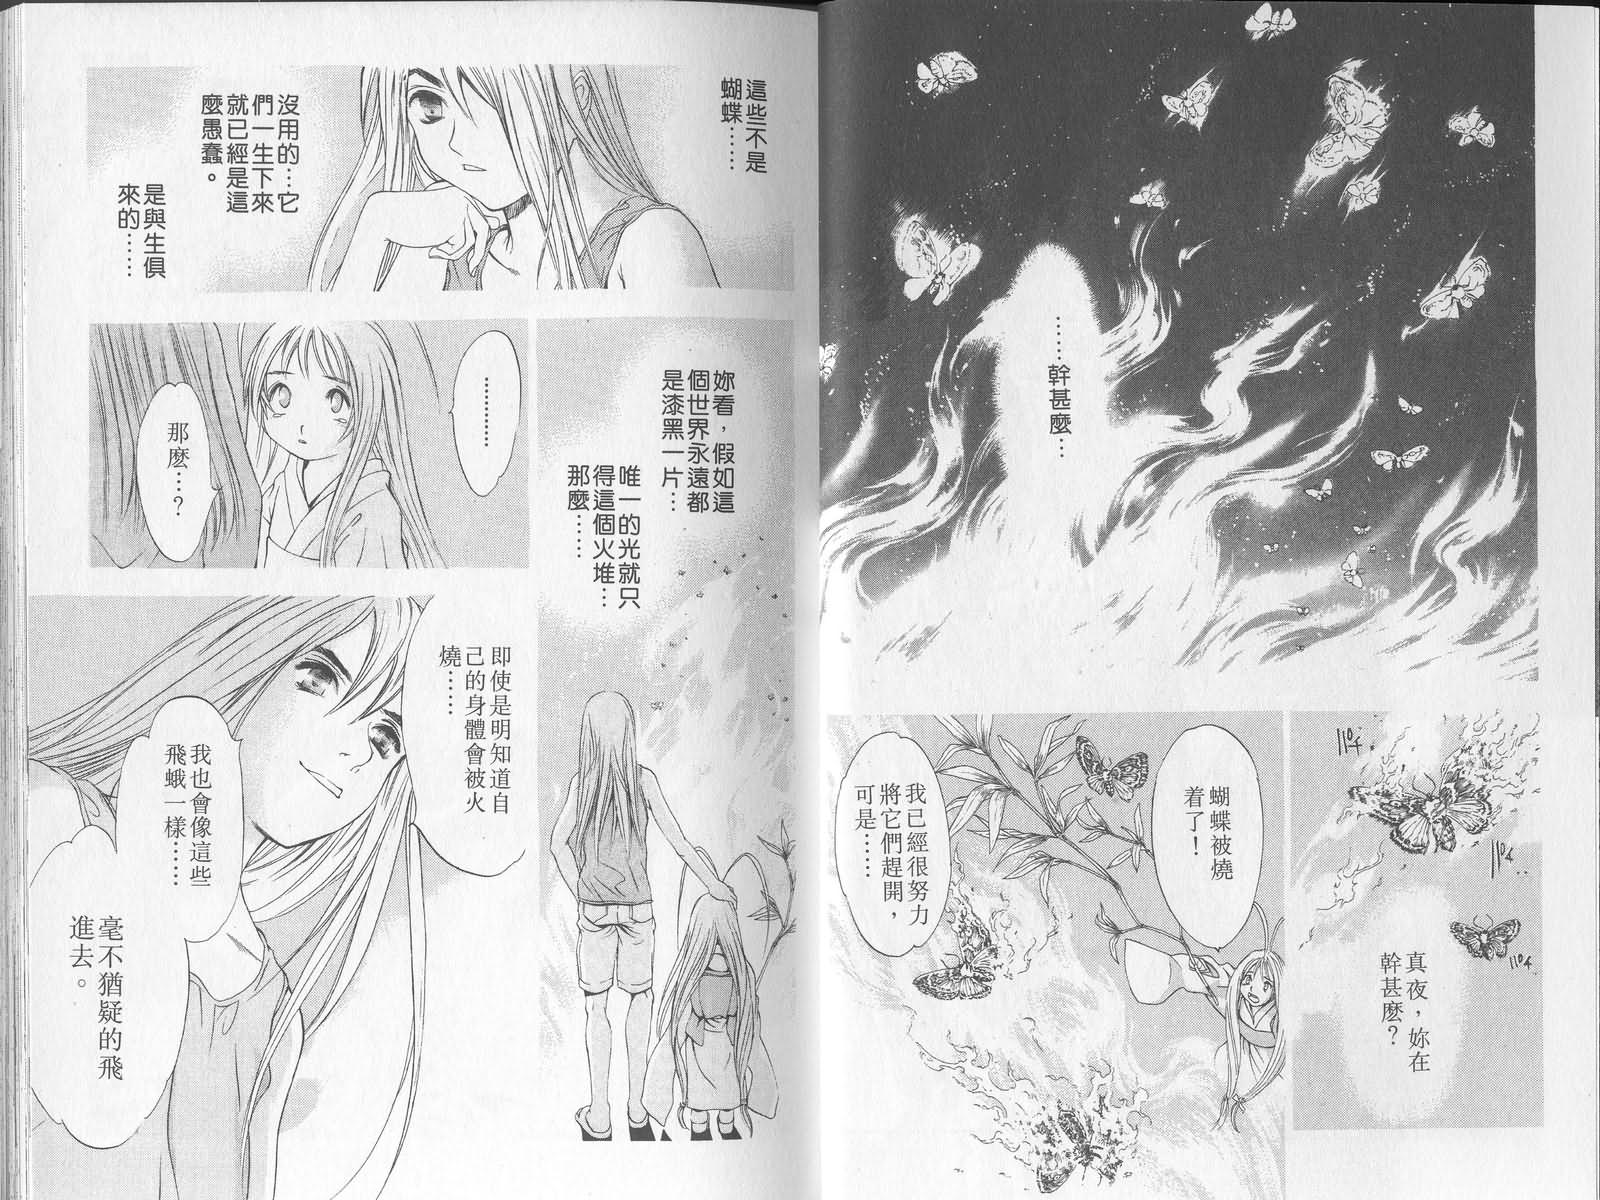 ……幹甚麼…
真夜，妳在
幹甚麽？
蝴蝶被燒
着了！
我已經很努力
將它們趕開，
可是……
這些不是
蝴蝶……
沒用的…它
們一生下來
就已經是這
麼愚蠢。
是與生俱
來的……
妳看，假如這
個世界永遠都
是漆黑一片…
唯一的光就只
得這個火堆…
那麼……
…………
那麽…？
即使是明知道自
己的身體會被火
燒……
我也會像這些
飛蛾一樣……
毫不猶疑的飛
進去。